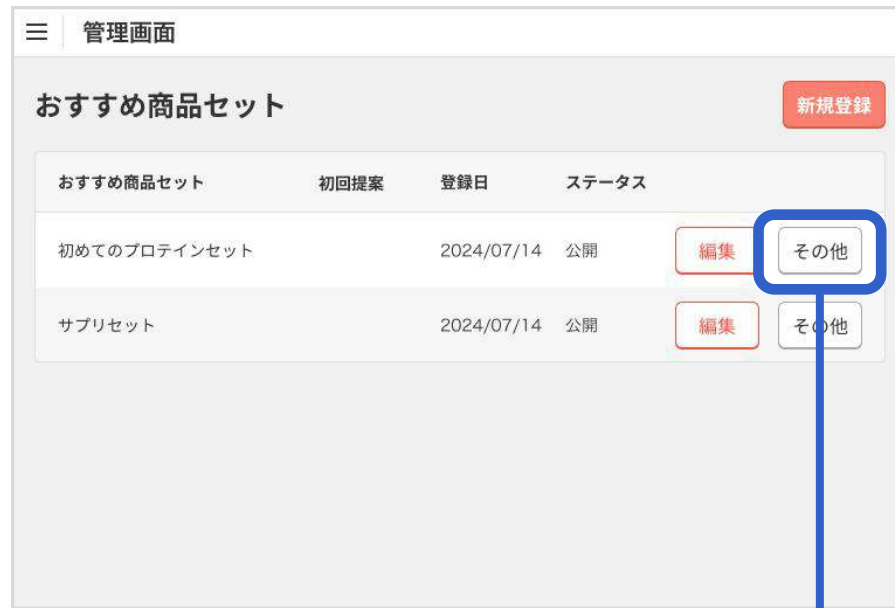 管理画面
おすすめ商品セット
新規登録
おすすめ商品セット 初回提案 登録日 ステータス
初めてのプロテインセット 2024/07/14 公開 編集 その他
サプリセット 2024/07/14 公開 編集 その他